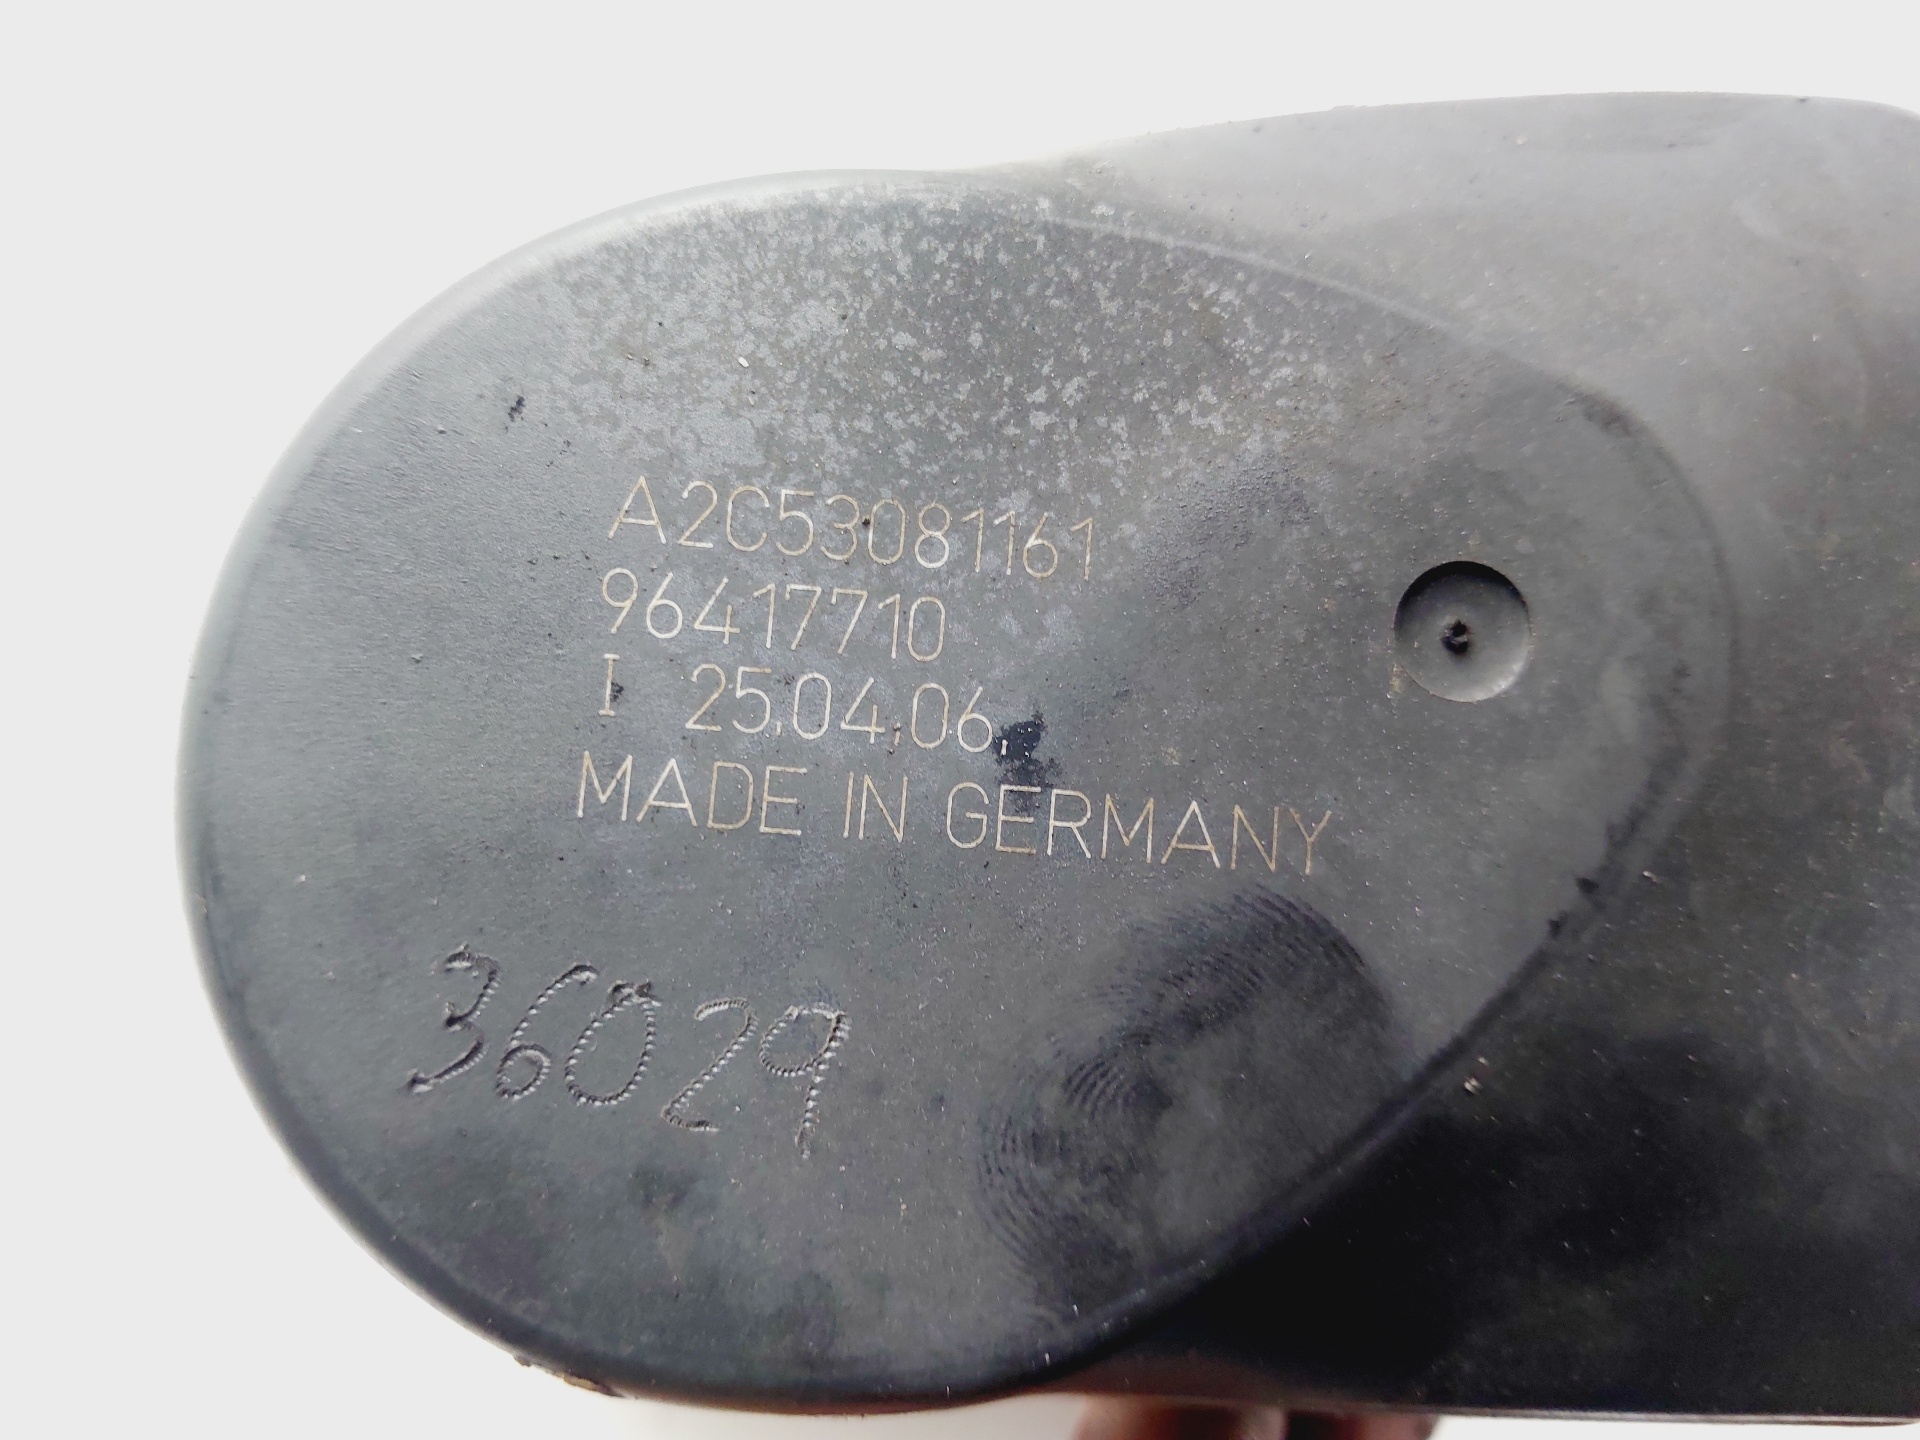 A2C53081161
96417710
I 25.04.06.
MADE IN GERMANY
36029